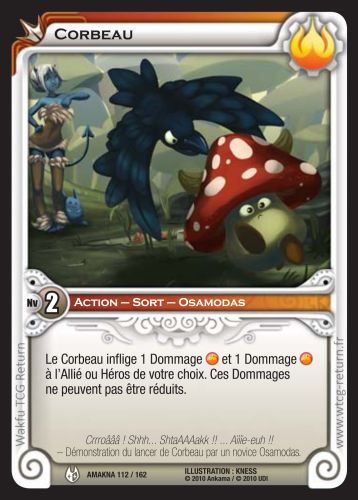 Corbeau
Nv 2 Action – Sort – Osamodas
Le Corbeau inflige 1 Dommage et 1 Dommage
à l'Allié ou Héros de votre choix. Ces Dommages
ne peuvent pas être réduits.
Crroâââ ! Shhh... ShtaAAAakk !! ... Aiiïe-euh !!
– Démonstration du lancer de Corbeau par un novice Osamodas.
AMAKNA 112 / 162
ILLUSTRATION : KNESS
© 2010 Ankama / © 2010 UDI
Wakfu TCG Return
www.wtcg-return.fr